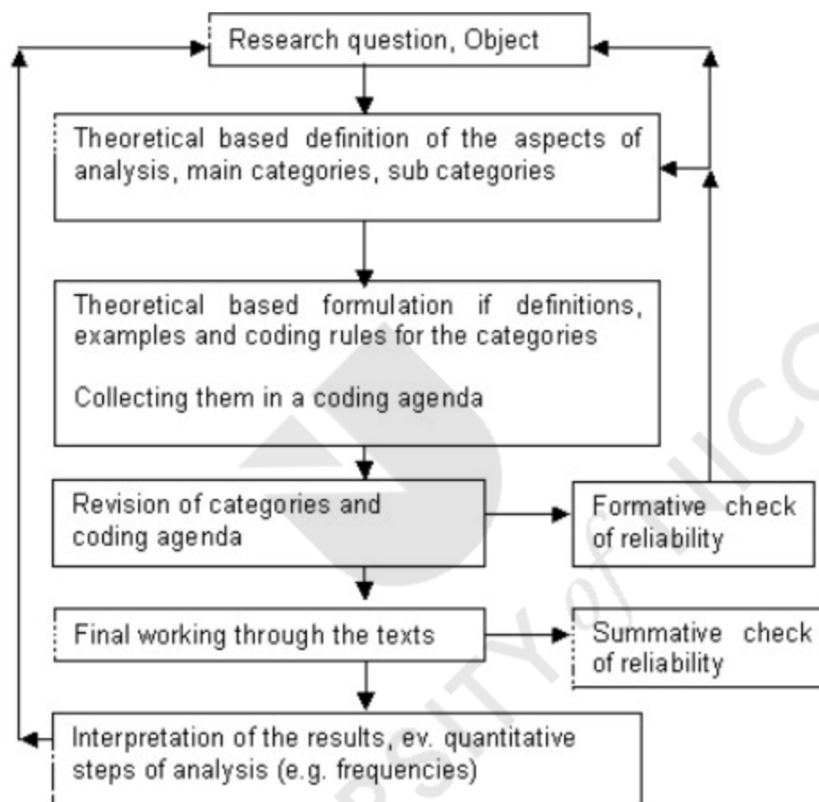 Research question, Object
Theoretical based definition of the aspects of
analysis, main categories, sub categories
Theoretical based formulation if definitions,
examples and coding rules for the categories
Collecting them in a coding agenda
Revision of categories and
coding agenda
Formative check
of reliability
Final working through the texts
Summative check
of reliability
Interpretation of the results, ev. quantitative
steps of analysis (e.g. frequencies)